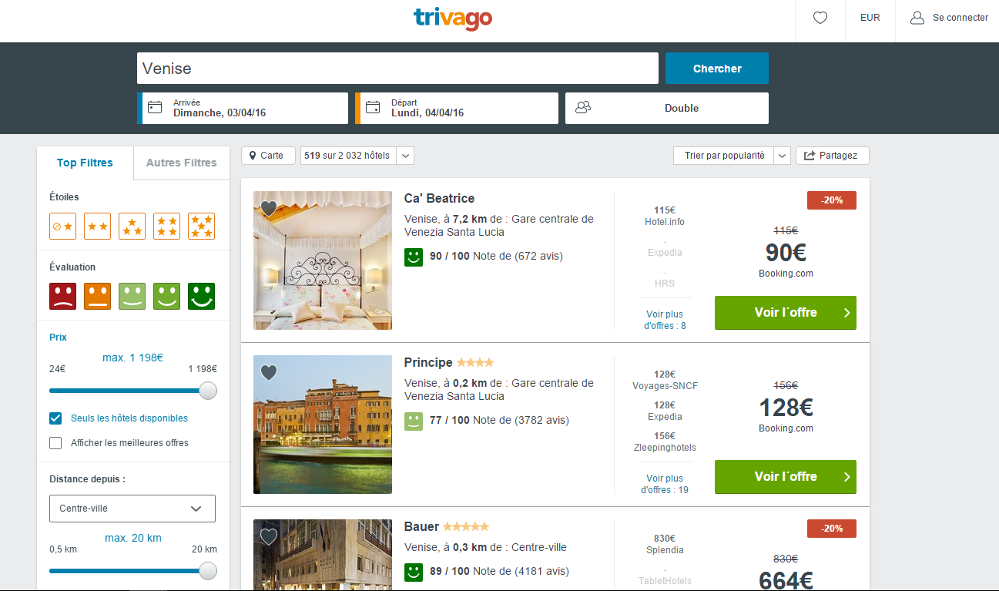 trivago
EUR
Se connecter
Venise
Chercher
Arrivée
Dimanche, 03/04/16
Départ
Lundi, 04/04/16
Double
Top Filtres
Autres Filtres
Étoiles
Évaluation
Prix
max. 1 198€
24€
1 198€
Seuls les hôtels disponibles
Afficher les meilleures offres
Distance depuis :
Centre-ville
max. 20 km
0,5 km
20 km
Carte
519 sur 2 032 hôtels
Trier par popularité
Partagez
Ca' Beatrice
Venise, à 7,2 km de : Gare centrale de
Venezia Santa Lucia
90 / 100 Note de (672 avis)
115€
Hotel.info
-
Expedia
-
HRS
Voir plus
d'offres : 8
-20%
115€
90€
Booking.com
Voir l´offre
Principe
Venise, à 0,2 km de : Gare centrale de
Venezia Santa Lucia
77 / 100 Note de (3782 avis)
128€
Voyages-SNCF
128€
Expedia
156€
Zleepinghotels
Voir plus
d'offres : 19
156€
128€
Booking.com
Voir l´offre
Bauer
Venise, à 0,3 km de : Centre-ville
89 / 100 Note de (4181 avis)
830€
Splendia
-
TabletHotels
-20%
830€
664€